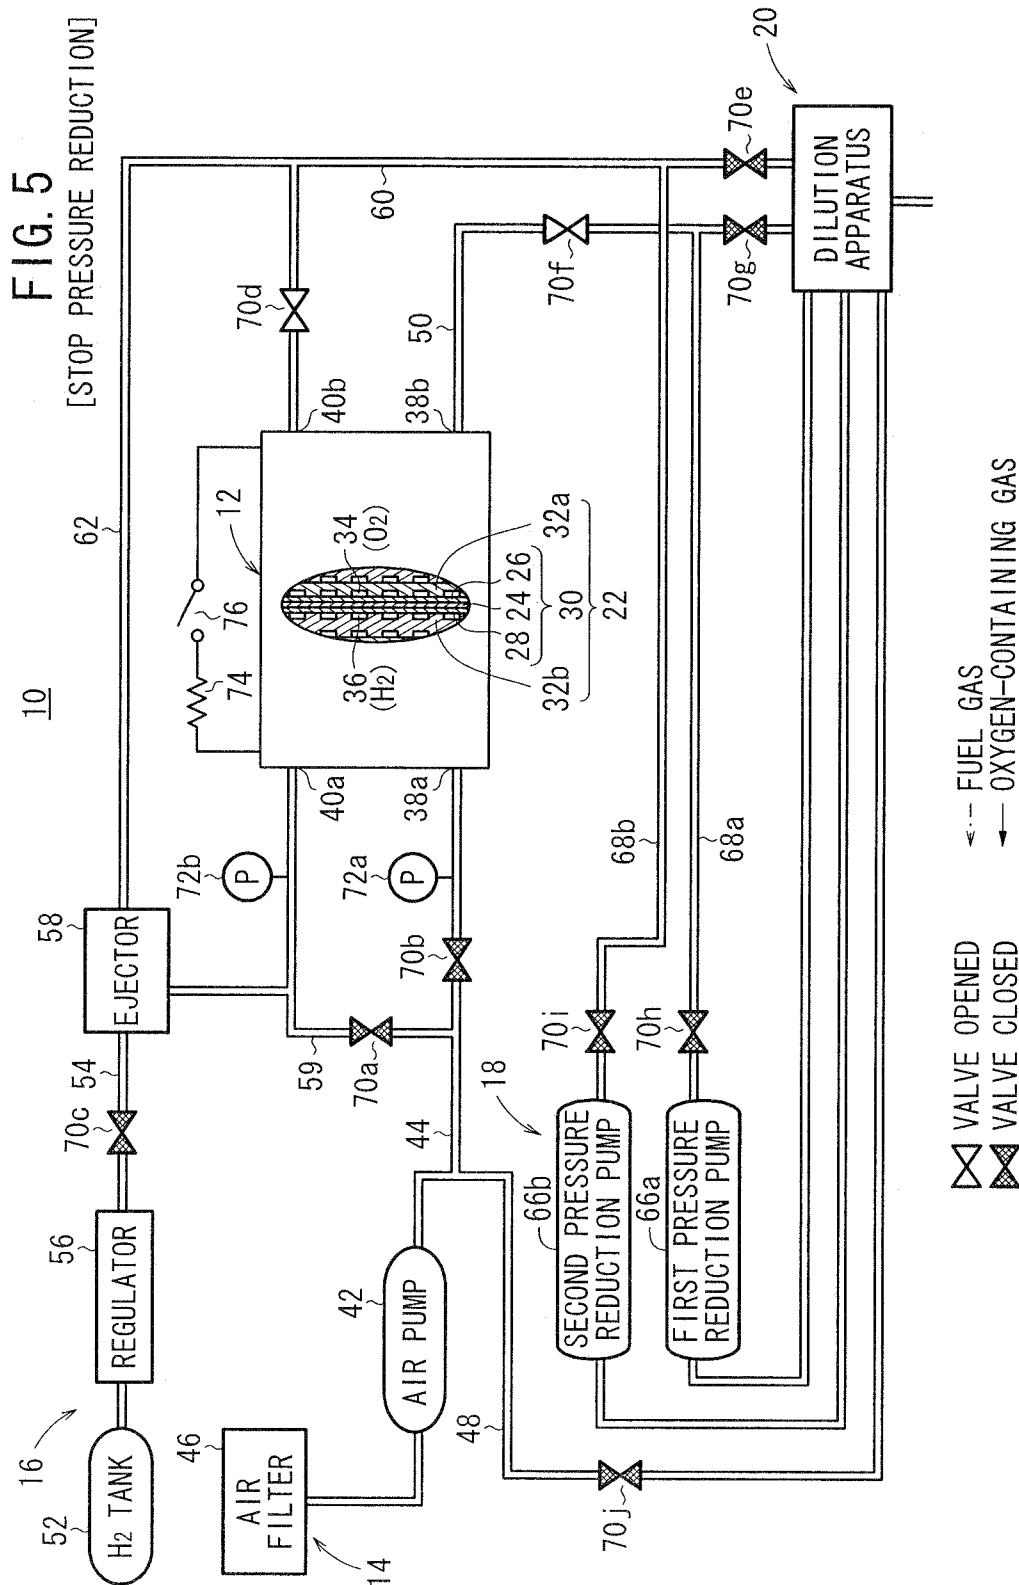 FIG. 5
[STOP PRESSURE REDUCTION]
10
62
16
52
H2 TANK
56
REGULATOR
70c
54
58
EJECTOR
72b
P
40a
74
76
12
40b
70d
60
46
AIR
FILTER
14
42
AIR PUMP
44
59
70a
70b
72a
P
38a
36
(H2)
34
(O2)
32b
28
24
26
32a
30
22
38b
50
70f
70e
70g
20
DILUTION
APPARATUS
48
70j
18
66b
SECOND PRESSURE
REDUCTION PUMP
70i
68b
66a
FIRST PRESSURE
REDUCTION PUMP
70h
68a
VALVE OPENED
VALVE CLOSED
FUEL GAS
OXYGEN-CONTAINING GAS